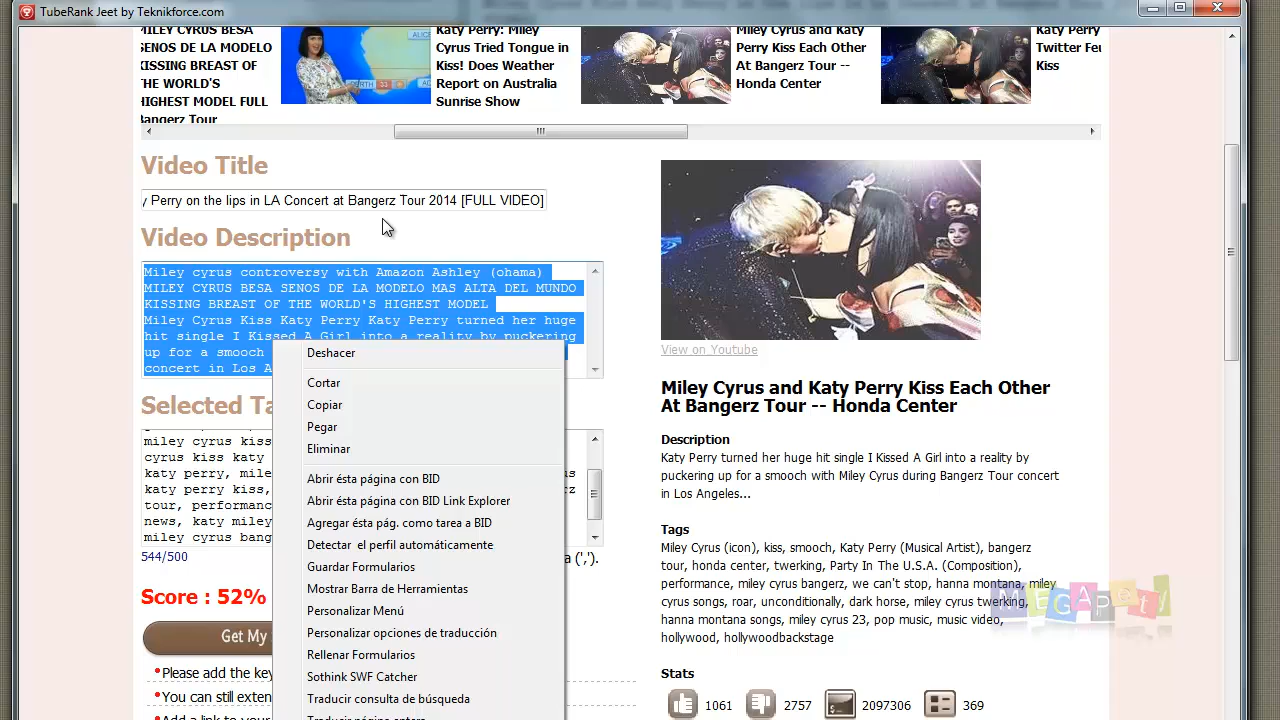 TubeRank Jeet by Teknikforce.com
MILEY CYRUS BESA
SENOS DE LA MODELO
KISSING BREAST OF
THE WORLD'S
HIGHEST MODEL FULL
Bangerz Tour
Katy Perry: Miley
Cyrus Tried Tongue in
Kiss! Does Weather
Report on Australia
Sunrise Show
Miley Cyrus and
Katy Perry Kiss
Each Other
At Bangerz Tour --
Honda Center
Katy Perry
Twitter Feu
Kiss
Video Title
y Perry on the lips in LA Concert at Bangerz Tour 2014 [FULL VIDEO]
Video Description
Miley cyrus controversy with Amazon Ashley (ohama)
MILEY CYRUS BESA SENOS DE LA MODELO MAS ALTA DEL MUNDO
KISSING BREAST OF THE WORLD'S HIGHEST MODEL
Miley Cyrus Kiss Katy Perry Katy Perry turned her huge
hit single I Kissed A Girl into a reality by puckering
up for a smooch
concert in Los A
Selected Ta
miley cyrus kiss
cyrus kiss katy
katy perry, mile
katy perry kiss,
tour, performanc
news, katy miley
miley cyrus bang
544/500
a (',').
Score : 52%
Get My
Please add the key
You can still exten
Add a link to your
Deshacer
Cortar
Copiar
Pegar
Eliminar
Abrir ésta página con BID
Abrir ésta página con BID Link Explorer
Agregar ésta pág. como tarea a BID
Detectar el perfil automáticamente
Guardar Formularios
Mostrar Barra de Herramientas
Personalizar Menú
Personalizar opciones de traducción
Rellenar Formularios
Sothink SWF Catcher
Traducir consulta de búsqueda
Traducir página entera
View on Youtube
Miley Cyrus and Katy Perry Kiss Each Other
At Bangerz Tour -- Honda Center
Description
Katy Perry turned her huge hit single I Kissed A Girl into a reality by
puckering up for a smooch with Miley Cyrus during Bangerz Tour concert
in Los Angeles...
Tags
Miley Cyrus (icon), kiss, smooch, Katy Perry (Musical Artist), bangerz
tour, honda center, twerking, Party In The U.S.A. (Composition),
performance, miley cyrus bangerz, we can't stop, hanna montana, miley
cyrus songs, roar, unconditionally, dark horse, miley cyrus twerking,
hanna montana songs, miley cyrus 23, pop music, music video,
hollywood, hollywoodbackstage
MEGAPETY
Stats
1061 2757 2097306 369